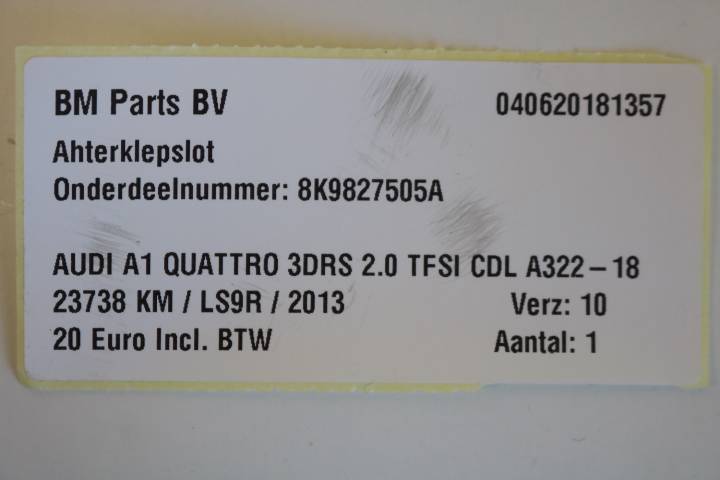 BM Parts BV 040620181357
Ahterklepslot
Onderdeelnummer: 8K9827505A
AUDI A1 QUATTRO 3DRS 2.0 TFSI CDL A322-18
23738 KM / LS9R / 2013 Verz: 10
20 Euro Incl. BTW Aantal: 1